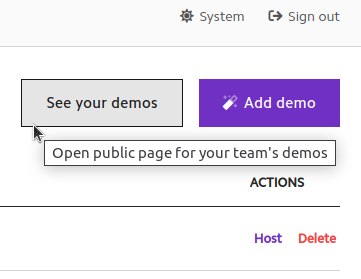 System Sign out
See your demos Add demo
Open public page for your team's demos
ACTIONS
Host Delete